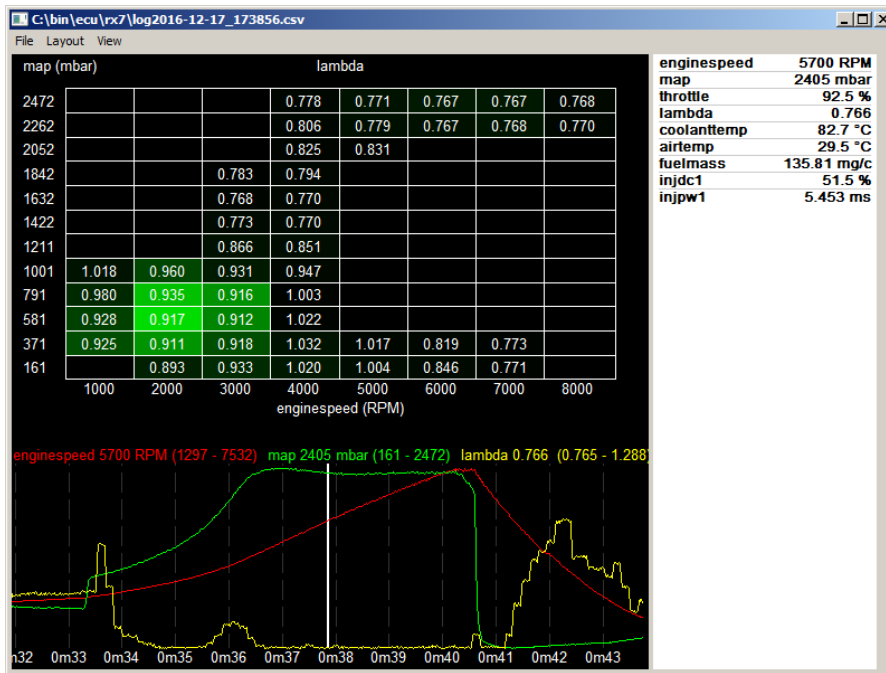 C:\bin\ecu\rx7\log2016-12-17_173856.csv
File Layout View
map (mbar) lambda
2472 0.778 0.771 0.767 0.767 0.768
2262 0.806 0.779 0.767 0.768 0.770
2052 0.825 0.831
1842 0.783 0.794
1632 0.768 0.770
1422 0.773 0.770
1211 0.866 0.851
1001 1.018 0.960 0.931 0.947
791 0.980 0.935 0.916 1.003
581 0.928 0.917 0.912 1.022
371 0.925 0.911 0.918 1.032 1.017 0.819 0.773
161 0.893 0.933 1.020 1.004 0.846 0.771
1000 2000 3000 4000 5000 6000 7000 8000
enginespeed (RPM)
enginespeed 5700 RPM (1297 - 7532) map 2405 mbar (161 - 2472) lambda 0.766 (0.765 - 1.288)
m32 0m33 0m34 0m35 0m36 0m37 0m38 0m39 0m40 0m41 0m42 0m43
enginespeed 5700 RPM
map 2405 mbar
throttle 92.5 %
lambda 0.766
coolanttemp 82.7 °C
airtemp 29.5 °C
fuelmass 135.81 mg/c
injdc1 51.5 %
injpw1 5.453 ms